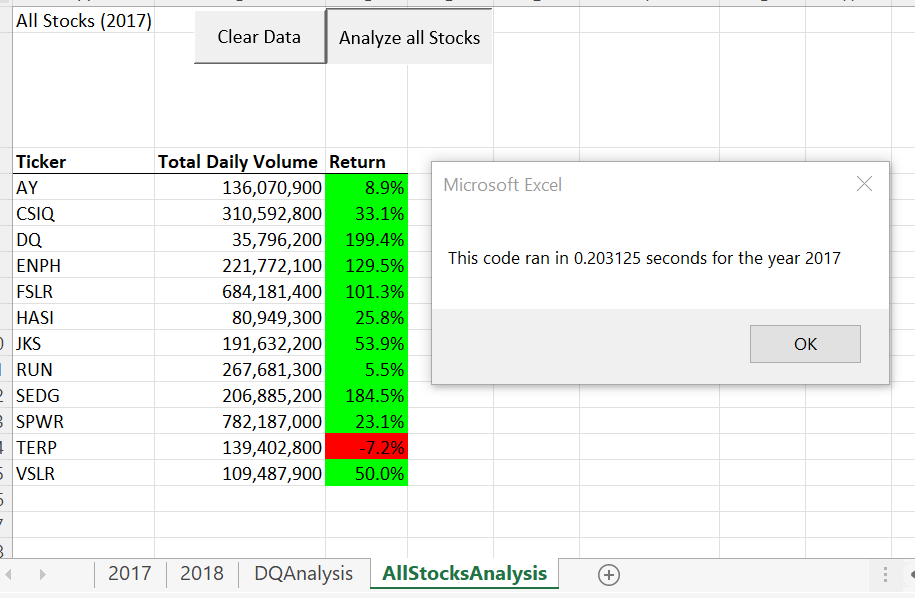 All Stocks (2017)
Clear Data
Analyze all Stocks
Ticker Total Daily Volume Return
AY 136,070,900 8.9%
CSIQ 310,592,800 33.1%
DQ 35,796,200 199.4%
ENPH 221,772,100 129.5%
FSLR 684,181,400 101.3%
HASI 80,949,300 25.8%
JKS 191,632,200 53.9%
RUN 267,681,300 5.5%
SEDG 206,885,200 184.5%
SPWR 782,187,000 23.1%
TERP 139,402,800 -7.2%
VSLR 109,487,900 50.0%
Microsoft Excel
This code ran in 0.203125 seconds for the year 2017
OK
2017 2018 DQAnalysis AllStocksAnalysis